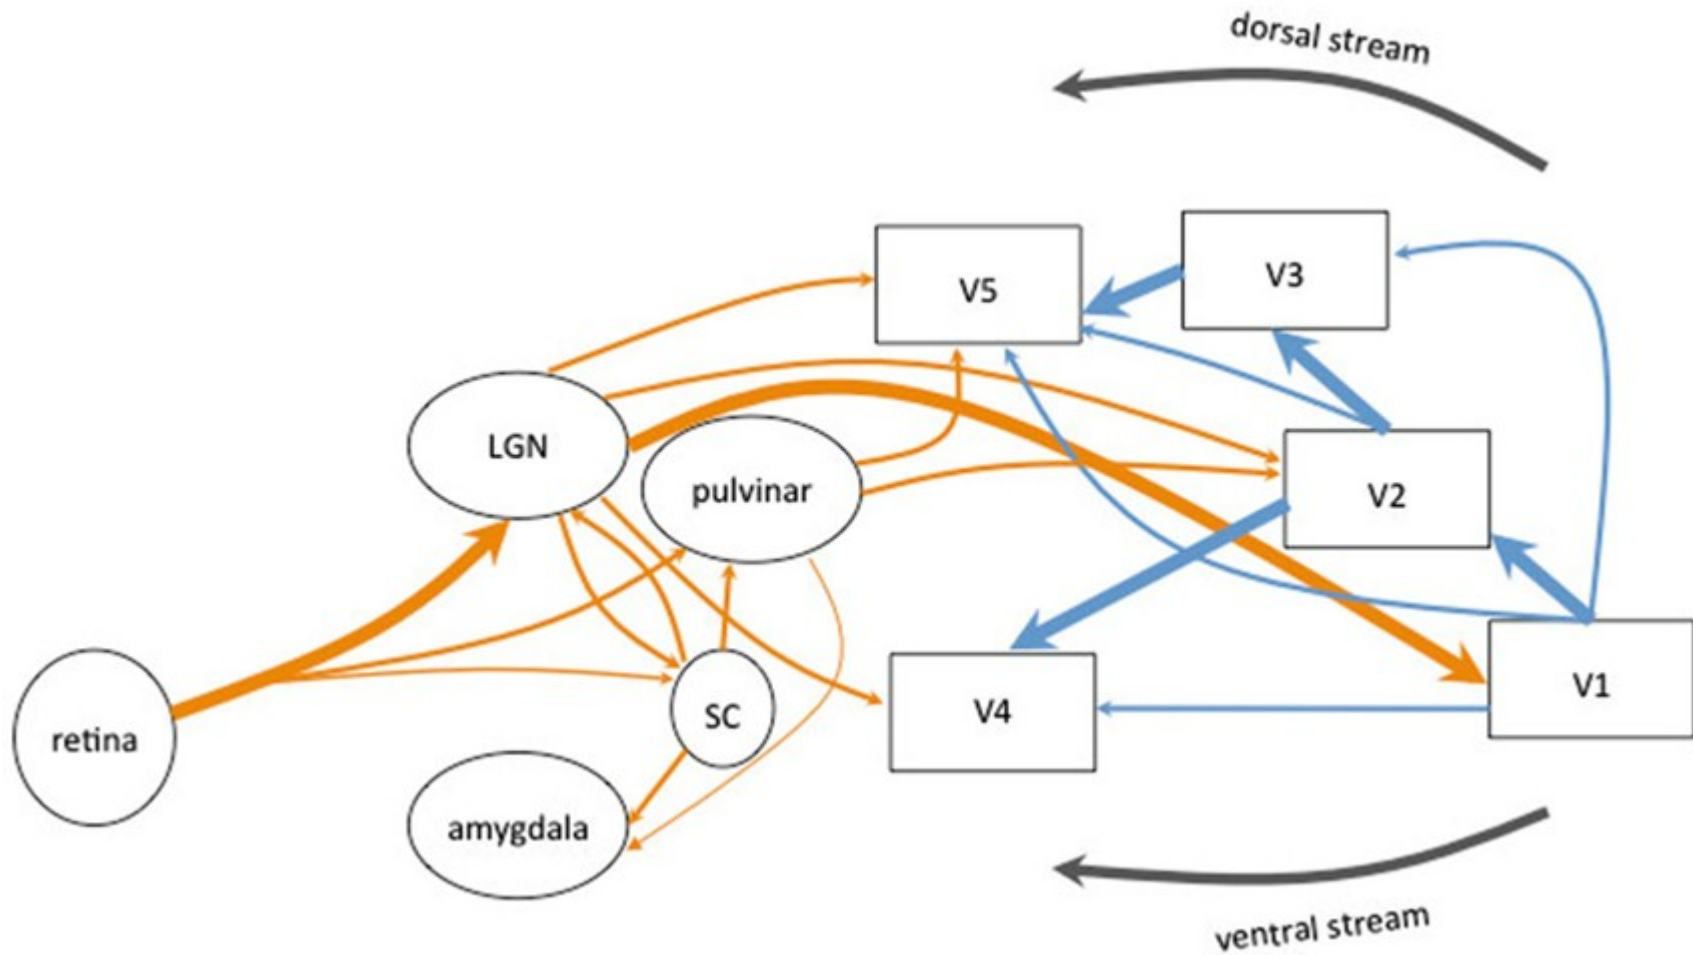 dorsal stream
V5
V3
LGN
pulvinar
V2
retina
SC
V4
V1
amygdala
ventral stream